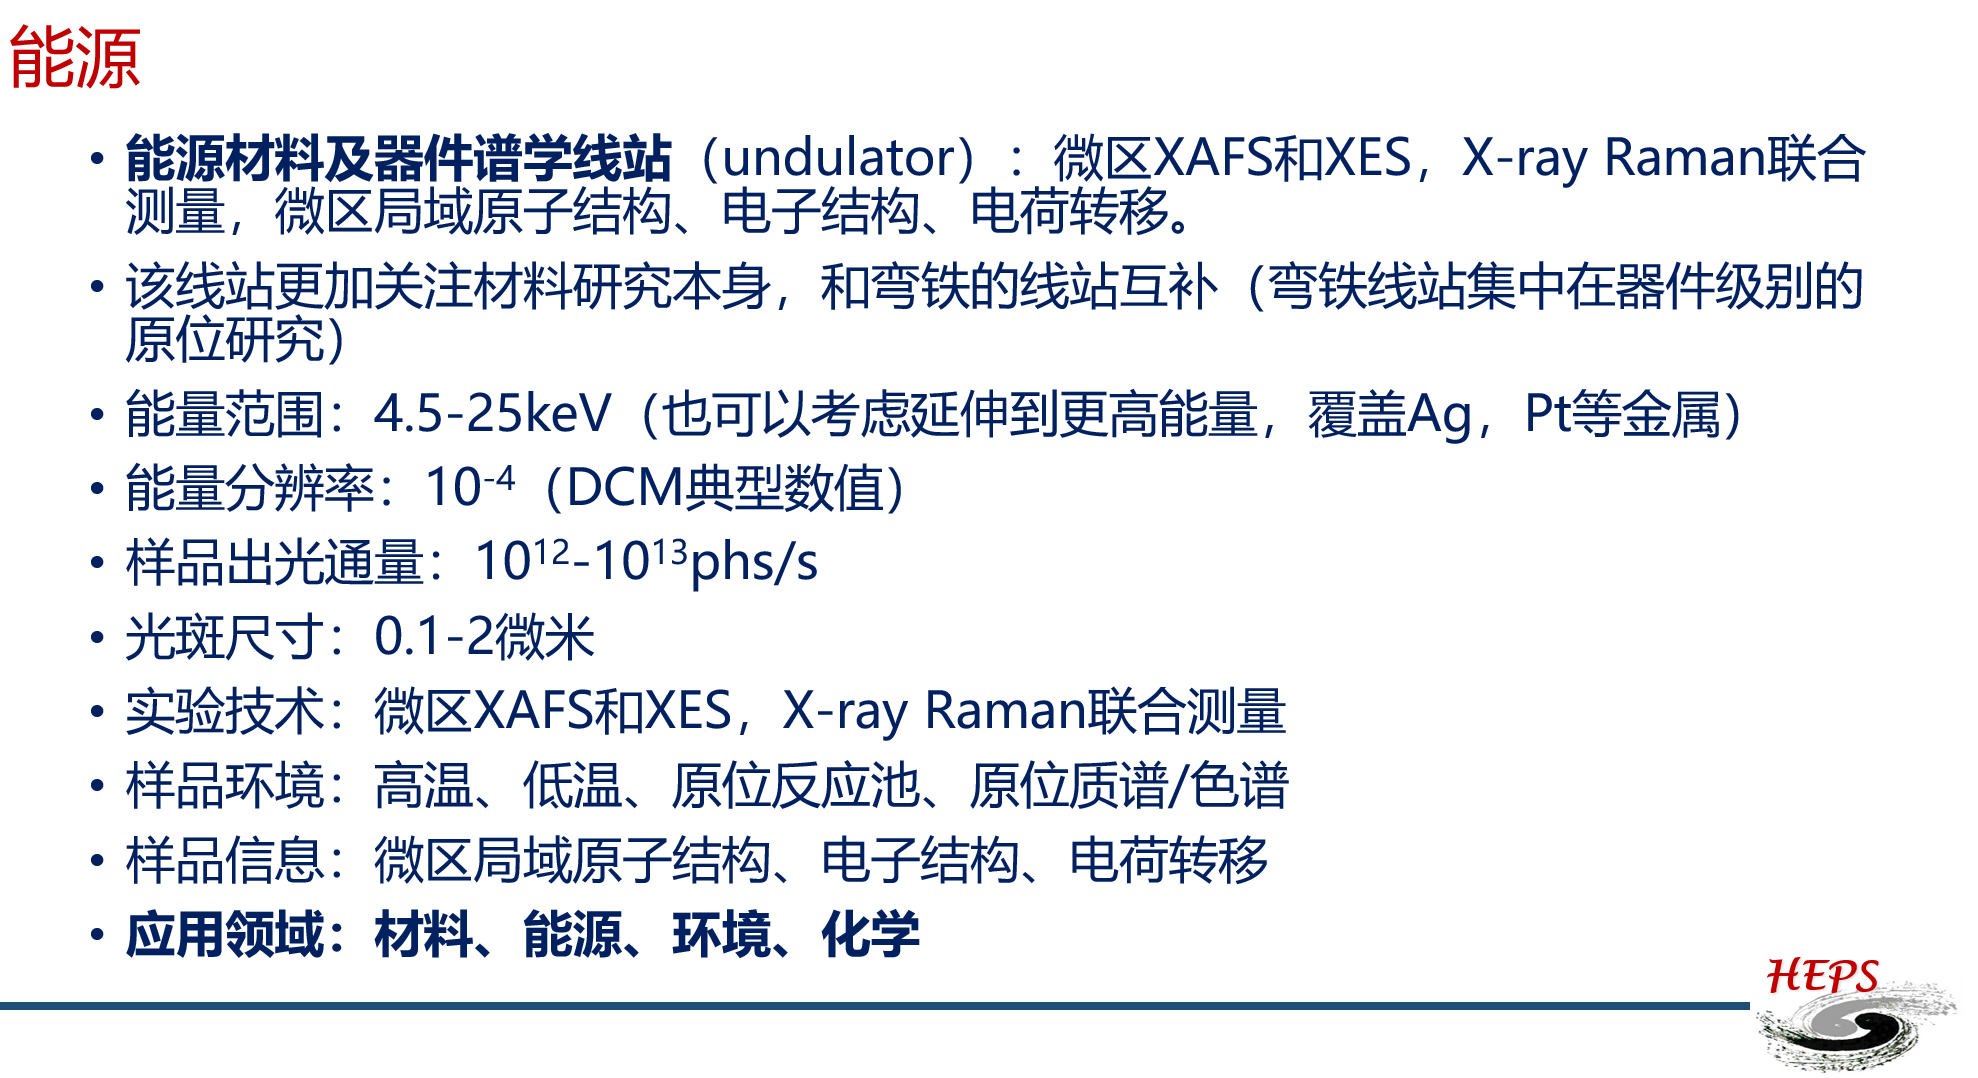 能源
• 能源材料及器件谱学线站（undulator）：微区XAFS和XES，X-ray Raman联合
测量，微区局域原子结构、电子结构、电荷转移。
• 该线站更加关注材料研究本身，和弯铁的线站互补（弯铁线站集中在器件级别的
原位研究）
• 能量范围：4.5-25keV（也可以考虑延伸到更高能量，覆盖Ag，Pt等金属）
• 能量分辨率：10⁻⁴（DCM典型数值）
• 样品出光通量：10¹²-10¹³phs/s
• 光斑尺寸：0.1-2微米
• 实验技术：微区XAFS和XES，X-ray Raman联合测量
• 样品环境：高温、低温、原位反应池、原位质谱/色谱
• 样品信息：微区局域原子结构、电子结构、电荷转移
• 应用领域：材料、能源、环境、化学
HEPS